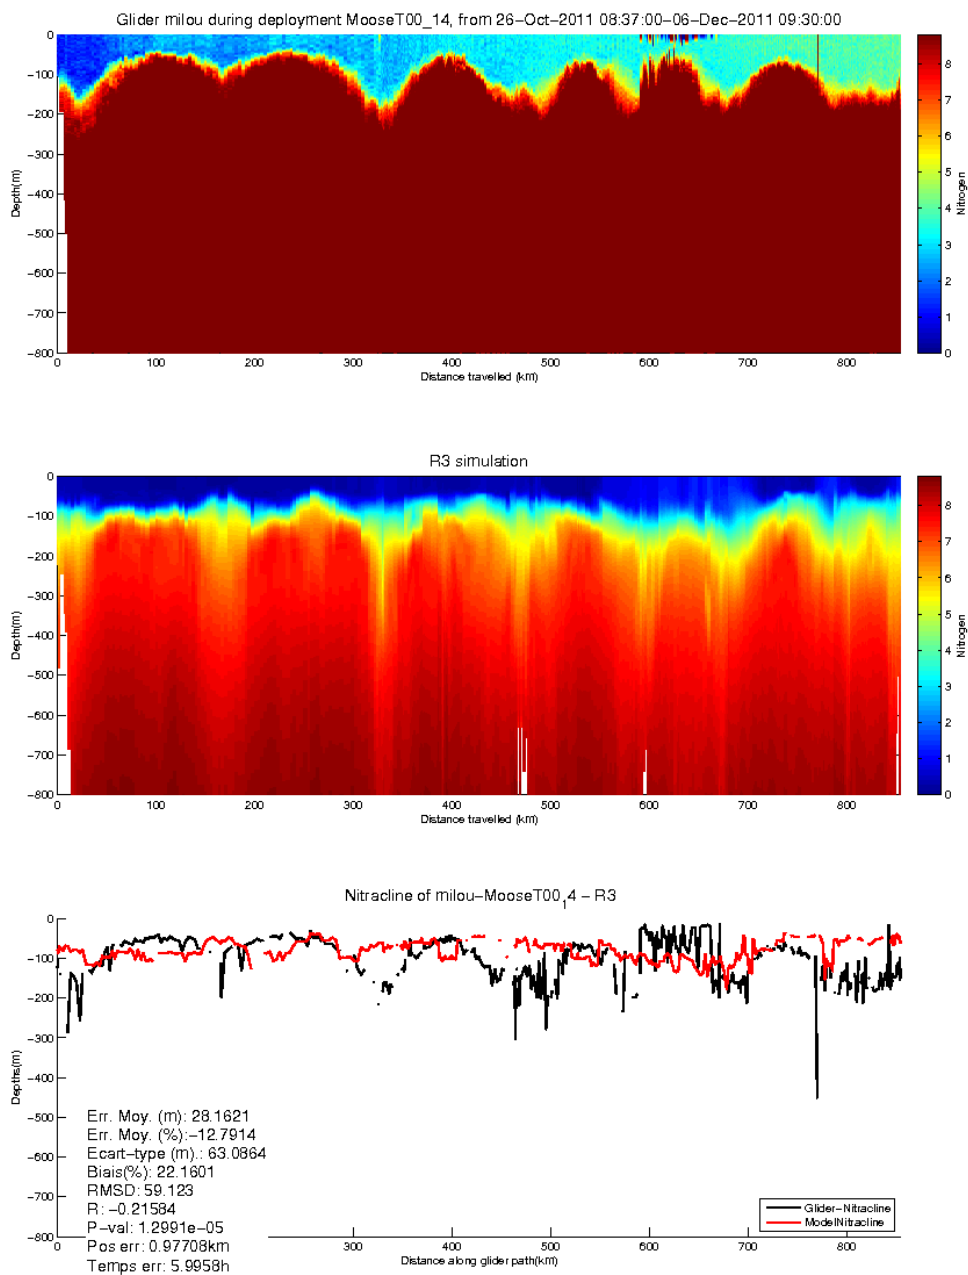 Glider milou during deployment MooseT00_14, from 26-Oct-2011 08:37:00-06-Dec-2011 09:30:00
0
-100
-200
-300
-400
-500
-600
-700
-800
Depth(m)
0 100 200 300 400 500 600 700 800
Distance travelled (km)
8
7
6
5
4
3
2
1
0
Nitrogen
R3 simulation
0
-100
-200
-300
-400
-500
-600
-700
-800
Depth(m)
0 100 200 300 400 500 600 700 800
Distance travelled (km)
8
7
6
5
4
3
2
1
0
Nitrogen
Nitracline of milou-MooseT00₁4 - R3
0
-100
-200
-300
-400
-500
-600
-700
-800
Depths(m)
Err. Moy. (m): 28.1621
Err. Moy. (%):-12.7914
Ecart-type (m).: 63.0864
Biais(%): 22.1601
RMSD: 59.123
R: -0.21584
P-val: 1.2991e-05
Pos err: 0.97708km
Temps err: 5.9958h
Glider-Nitracline
ModelNitracline
0 300 400 500 600 700 800
Distance along glider path(km)